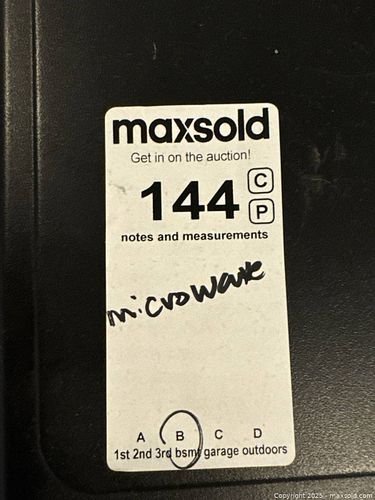 maxsold
Get in on the auction!
144 C
P
notes and measurements
microwave
A B C D
1st 2nd 3rd bsmt garage outdoors
Copyright 2025 - maxsold.com